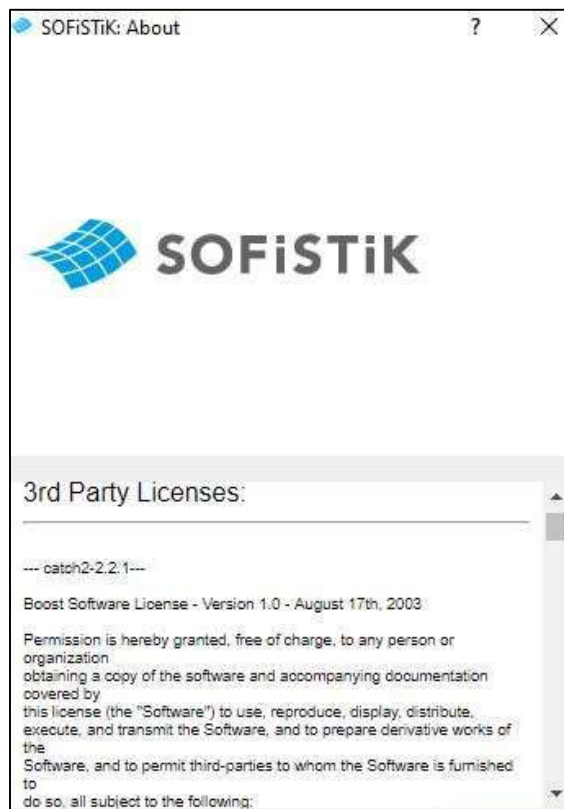 SOFiSTiK: About
?
SOFiSTiK
3rd Party Licenses:
--- catch2-2.2.1---
Boost Software License - Version 1.0 - August 17th, 2003
Permission is hereby granted, free of charge, to any person or
organization
obtaining a copy of the software and accompanying documentation
covered by
this license (the "Software") to use, reproduce, display, distribute,
execute, and transmit the Software, and to prepare derivative works of
the
Software, and to permit third-parties to whom the Software is furnished
to
do so, all subject to the following: